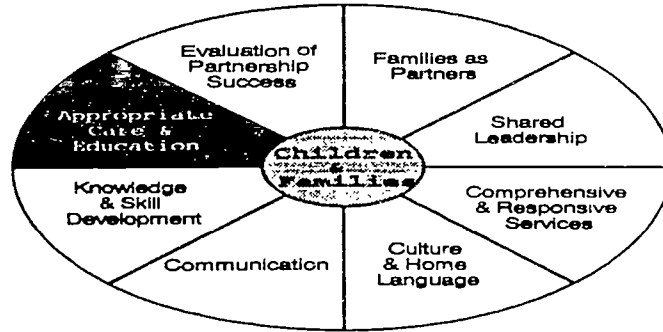 Evaluation of
Partnership
Success
Families as
Partners
Shared
Leadership
Comprehensive
& Responsive
Services
Culture
& Home
Language
Communication
Knowledge
& Skill
Development
Appropriate
Care &
Education
Children
&
Families